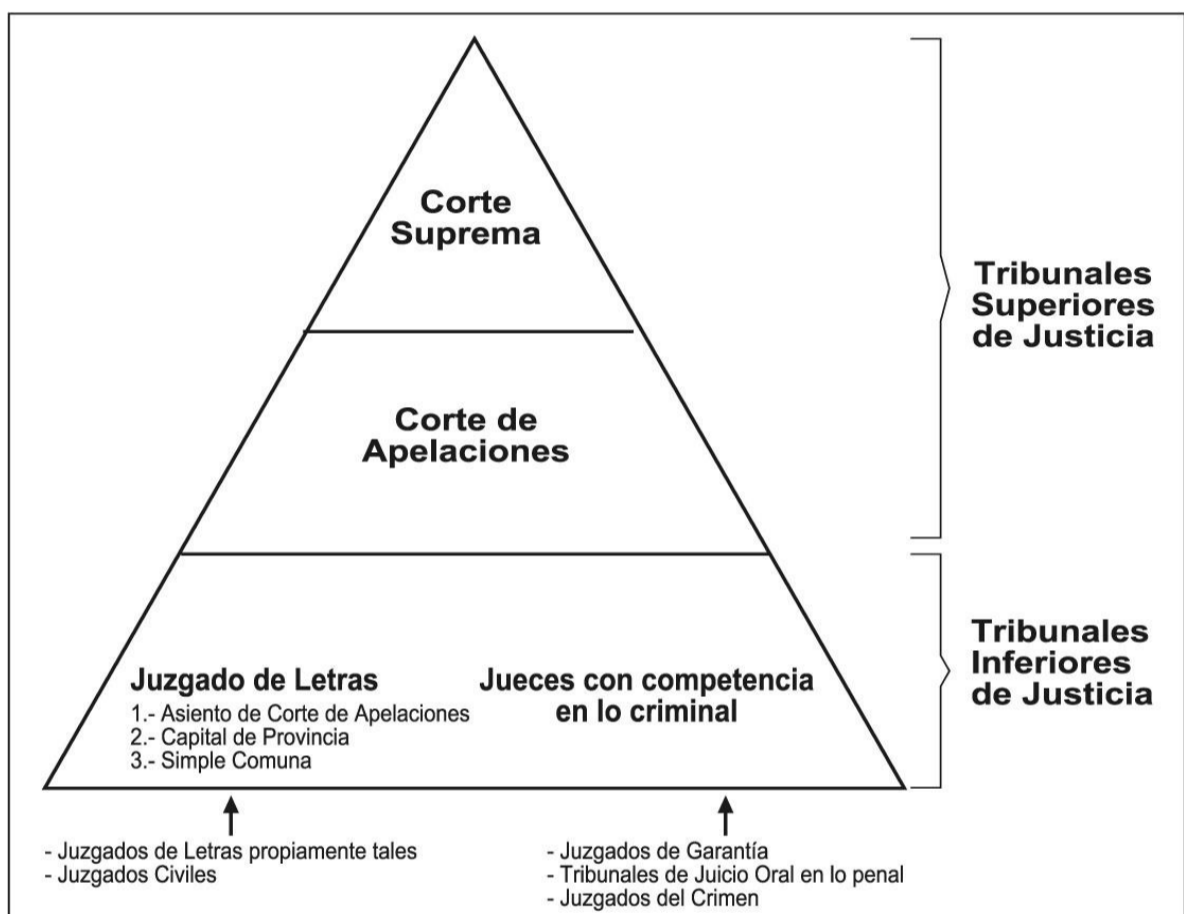 Corte
Suprema
Tribunales
Superiores
de Justicia
Corte de
Apelaciones
Juzgado de Letras
1.- Asiento de Corte de Apelaciones
2.- Capital de Provincia
3.- Simple Comuna
Jueces con competencia
en lo criminal
Tribunales
Inferiores
de Justicia
- Juzgados de Letras propiamente tales
- Juzgados Civiles
- Juzgados de Garantía
- Tribunales de Juicio Oral en lo penal
- Juzgados del Crimen